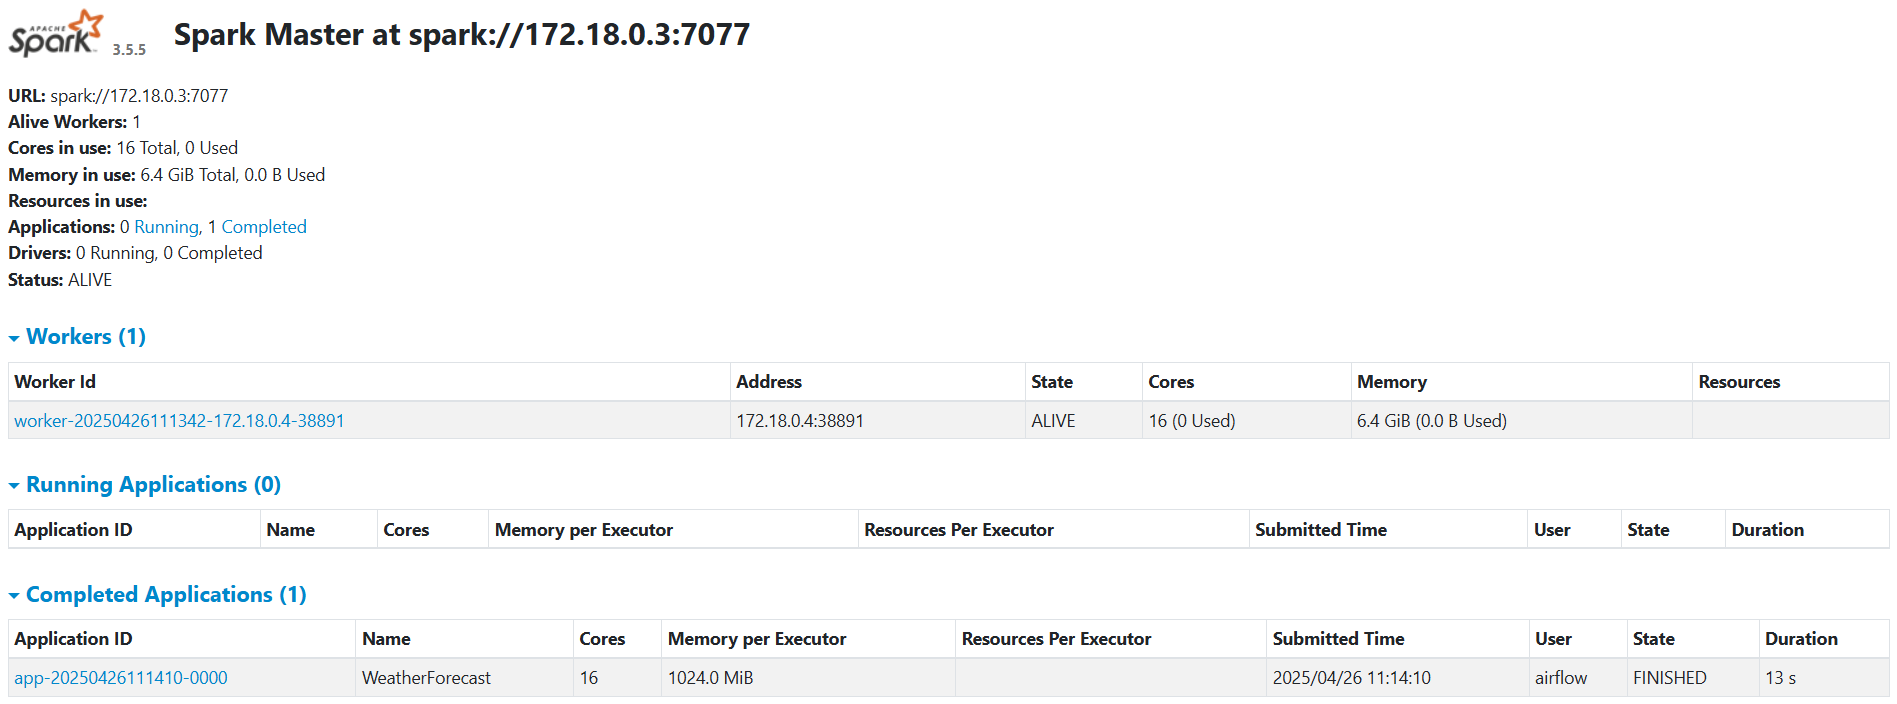 APACHE
Spark 3.5.5 Spark Master at spark://172.18.0.3:7077
URL: spark://172.18.0.3:7077
Alive Workers: 1
Cores in use: 16 Total, 0 Used
Memory in use: 6.4 GiB Total, 0.0 B Used
Resources in use:
Applications: 0 Running, 1 Completed
Drivers: 0 Running, 0 Completed
Status: ALIVE
Workers (1)
Worker Id Address State Cores Memory Resources
worker-20250426111342-172.18.0.4-38891 172.18.0.4:38891 ALIVE 16 (0 Used) 6.4 GiB (0.0 B Used)
Running Applications (0)
Application ID Name Cores Memory per Executor Resources Per Executor Submitted Time User State Duration
Completed Applications (1)
Application ID Name Cores Memory per Executor Resources Per Executor Submitted Time User State Duration
app-20250426111410-0000 WeatherForecast 16 1024.0 MiB 2025/04/26 11:14:10 airflow FINISHED 13 s